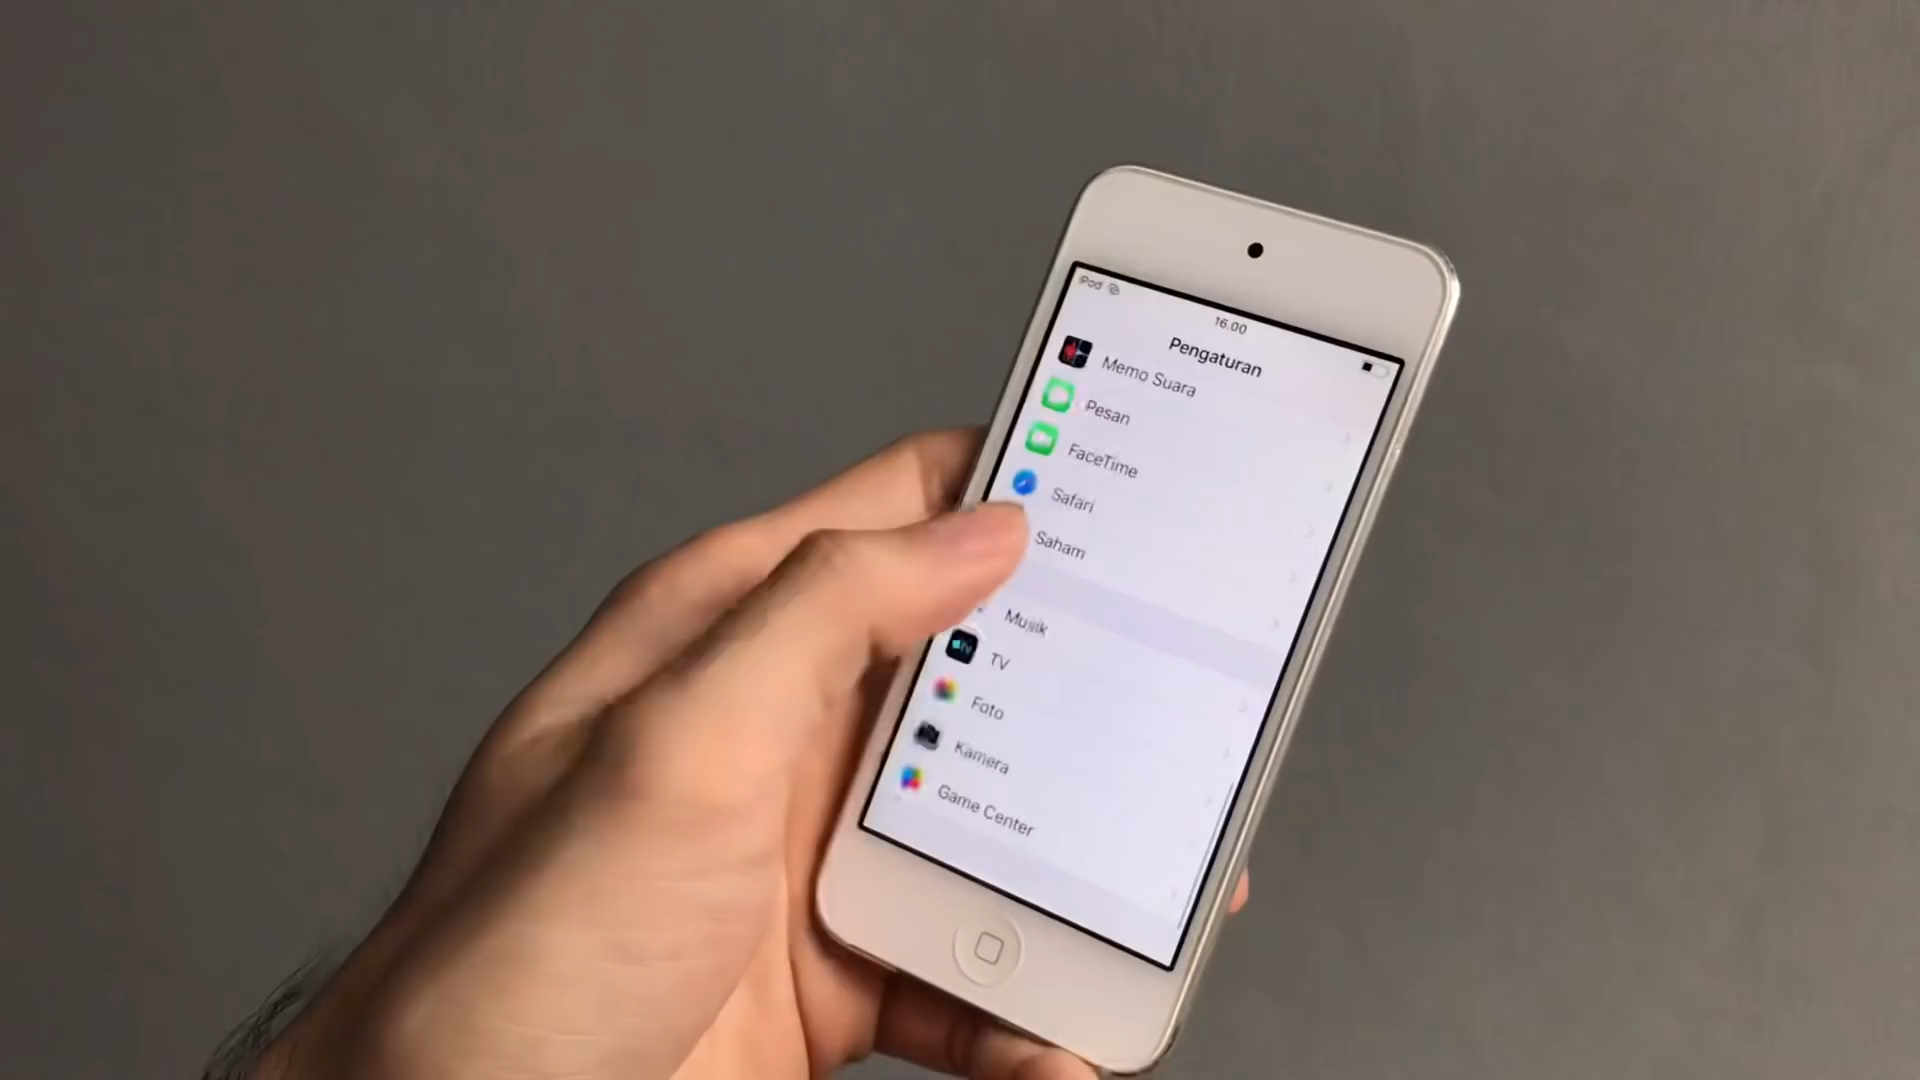 iPod
16.00
Pengaturan
Memo Suara
Pesan
FaceTime
Safari
Saham
Musik
TV
Foto
Kamera
Game Center